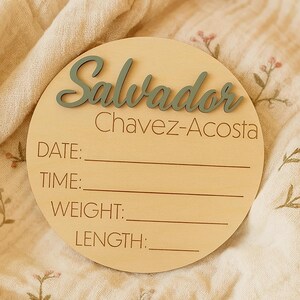 Salvador
Chavez-Acosta
DATE:
TIME:
WEIGHT:
LENGTH: